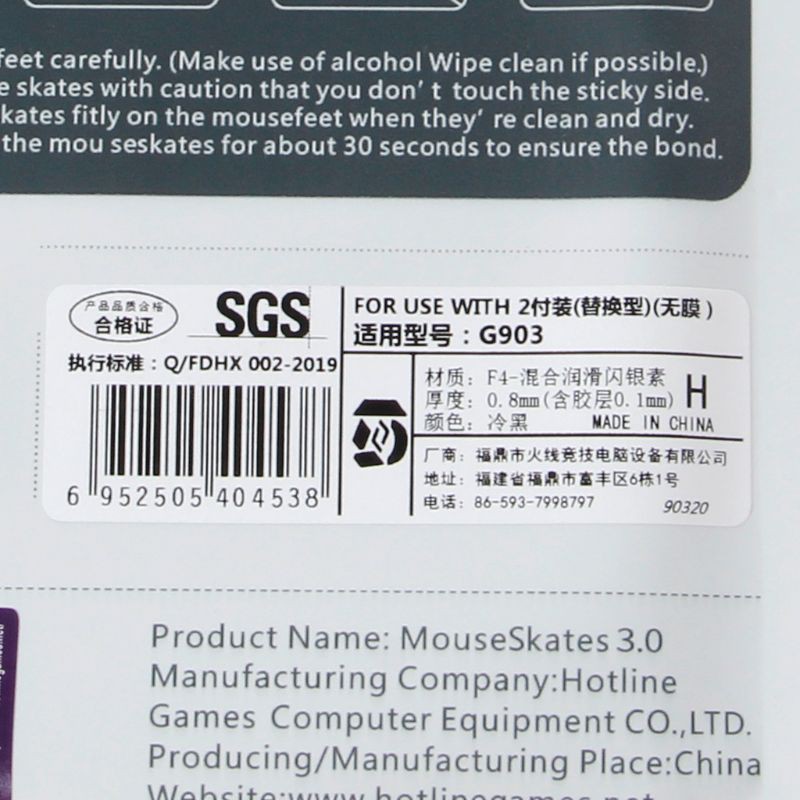 feet carefully. (Make use of alcohol Wipe clean if possible.)
e skates with caution that you don't touch the sticky side.
kates fitly on the mousefeet when they're clean and dry.
the mou seskates for about 30 seconds to ensure the bond.
产品品质合格
合格证
SGS
执行标准：Q/FDHX 002-2019
6 952505 404538
FOR USE WITH 2付装(替换型)(无膜)
适用型号：G903
材质：F4-混合润滑闪银素
厚度：0.8mm(含胶层0.1mm)
颜色：冷黑 MADE IN CHINA
H
厂商：福鼎市火线竞技电脑设备有限公司
地址：福建省福鼎市富丰区6栋1号
电话：86-593-7998797
90320
Product Name: MouseSkates 3.0
Manufacturing Company:Hotline
Games Computer Equipment CO.,LTD.
Producing/Manufacturing Place:China
Website:www.hotlinegames.net